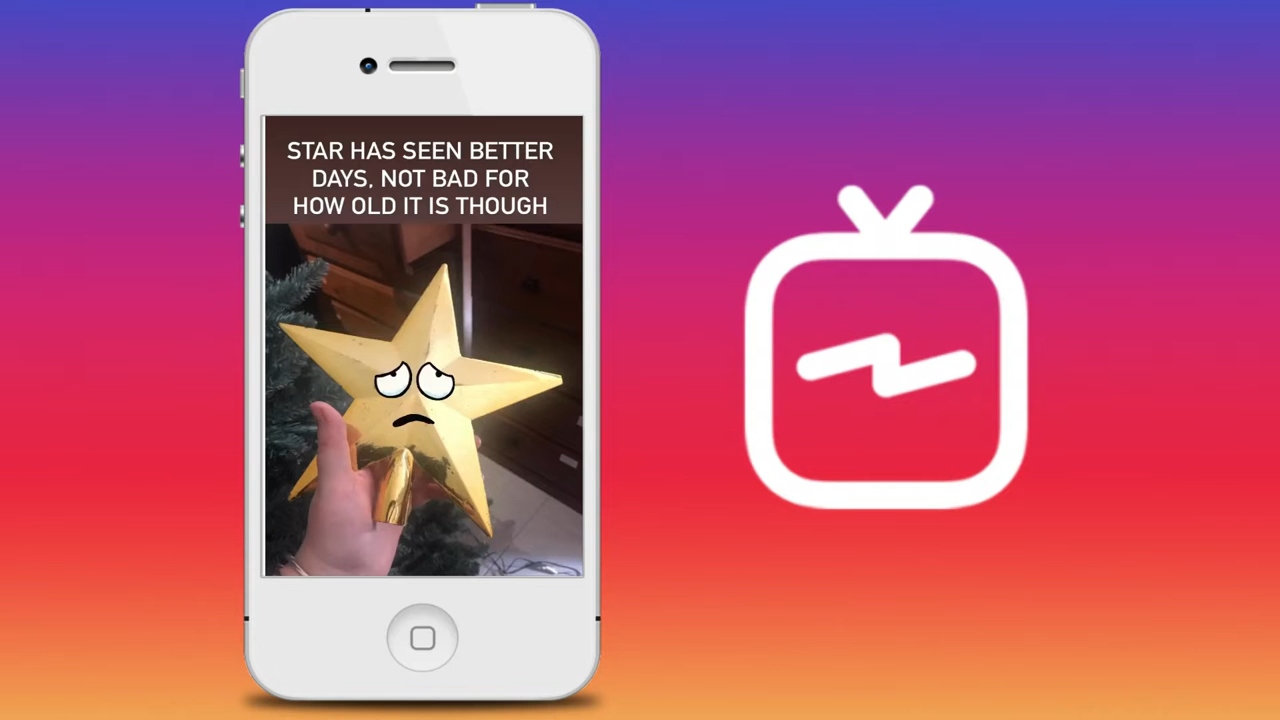 STAR HAS SEEN BETTER
DAYS, NOT BAD FOR
HOW OLD IT IS THOUGH